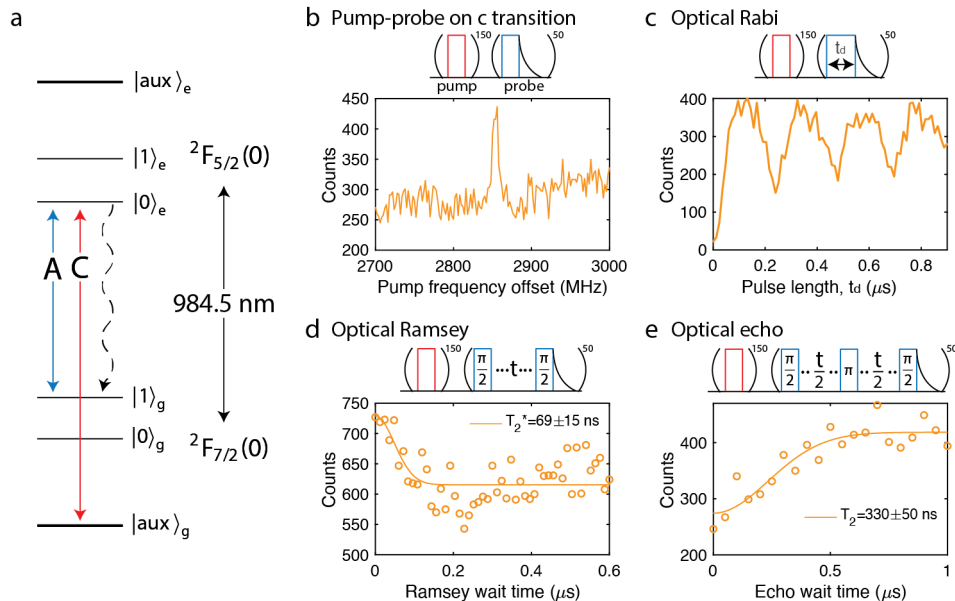 a
|aux⟩e
|1⟩e
²F5/2(0)
|0⟩e
A
C
984.5 nm
|1⟩g
|0⟩g
²F7/2(0)
|aux⟩g
b Pump-probe on c transition
150
50
pump
probe
450
400
350
300
250
200
Counts
2700
2800
2900
3000
Pump frequency offset (MHz)
c Optical Rabi
150
50
td
400
300
200
100
0
Counts
0
0.2
0.4
0.6
0.8
Pulse length, td (μs)
d Optical Ramsey
150
50
π/2 ...t... π/2
750
700
650
600
550
500
Counts
T2*=69±15 ns
0
0.2
0.4
0.6
Ramsey wait time (μs)
e Optical echo
150
50
π/2 .. t/2 .. π .. t/2 .. π/2
400
300
200
Counts
T2=330±50 ns
0
0.5
1
Echo wait time (μs)